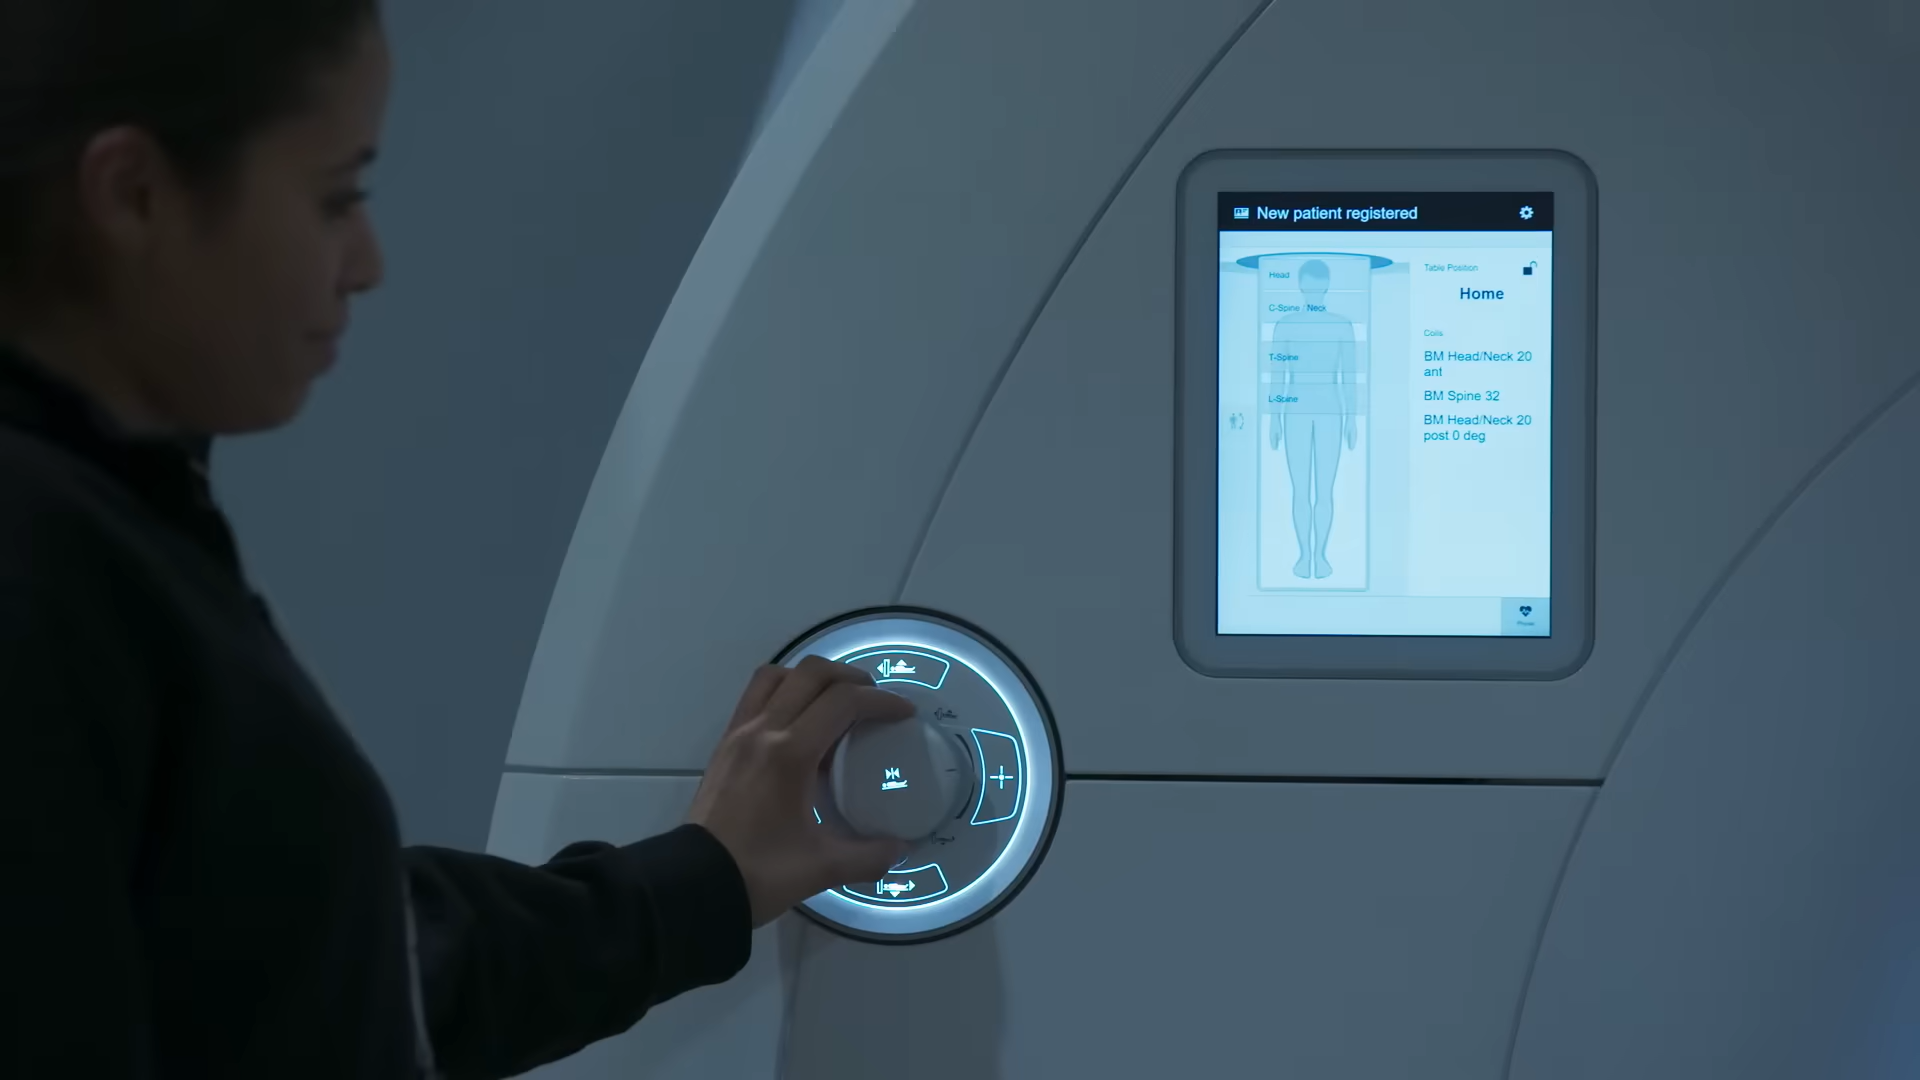 New patient registered
Head
Table Position
Home
C-Spine Neck
Coils
T-Spine
BM Head/Neck 20
ant
BM Spine 32
L-Spine
BM Head/Neck 20
post 0 deg